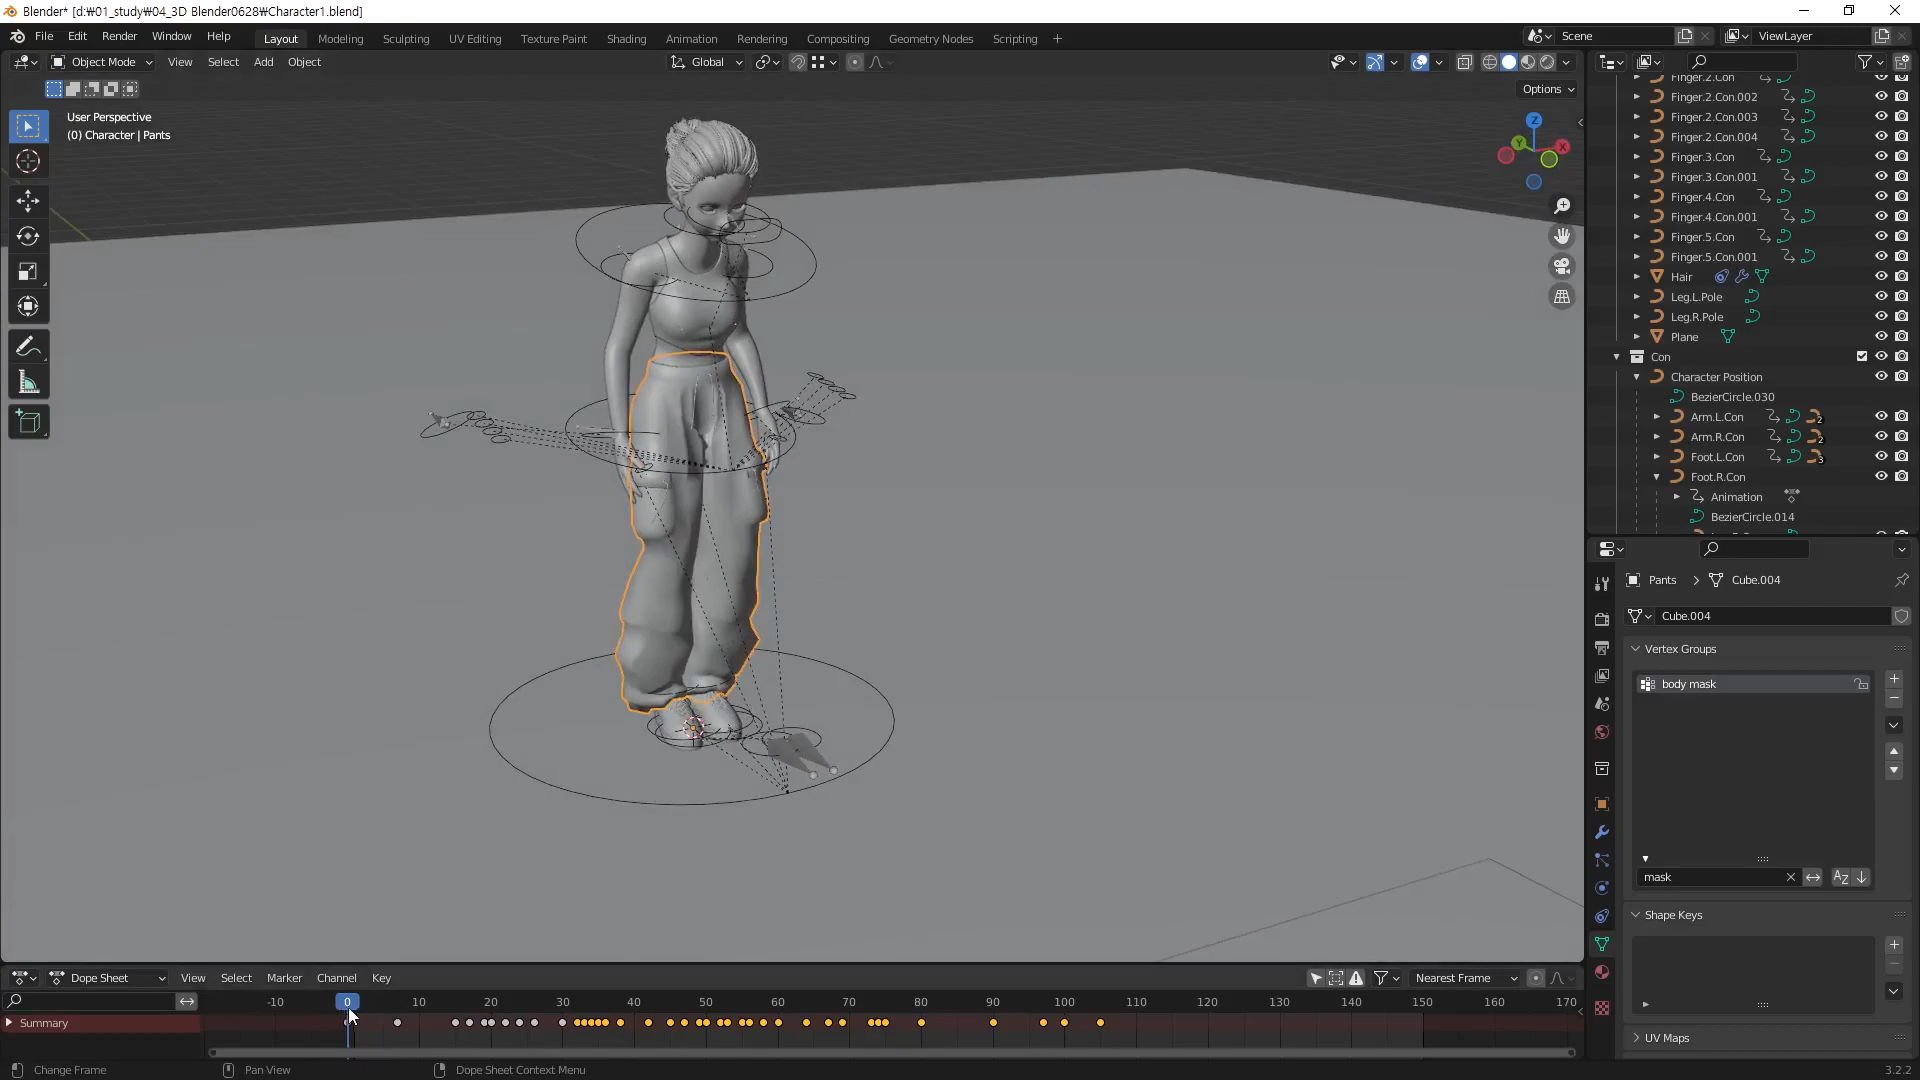 Blender* [d:₩01_study₩04_3D Blender0628₩Character1.blend]
File Edit Render Window Help Layout Modeling Sculpting UV Editing Texture Paint Shading Animation Rendering Compositing Geometry Nodes Scripting + Scene ViewLayer
Object Mode View Select Add Object Global
Options
User Perspective
(0) Character | Pants
Z
Y
X
Finger.2.Con
Finger.2.Con.002
Finger.2.Con.003
Finger.2.Con.004
Finger.3.Con
Finger.3.Con.001
Finger.4.Con
Finger.4.Con.001
Finger.5.Con
Finger.5.Con.001
Hair
Leg.L.Pole
Leg.R.Pole
Plane
Con
Character Position
BezierCircle.030
Arm.L.Con 2
Arm.R.Con 2
Foot.L.Con 3
Foot.R.Con
Animation
BezierCircle.014
Pants > Cube.004
Cube.004
Vertex Groups
body mask
mask
Shape Keys
UV Maps
Dope Sheet View Select Marker Channel Key Nearest Frame
-10 0 10 20 30 40 50 60 70 80 90 100 110 120 130 140 150 160 170
Summary
Change Frame Pan View Dope Sheet Context Menu 3.2.2